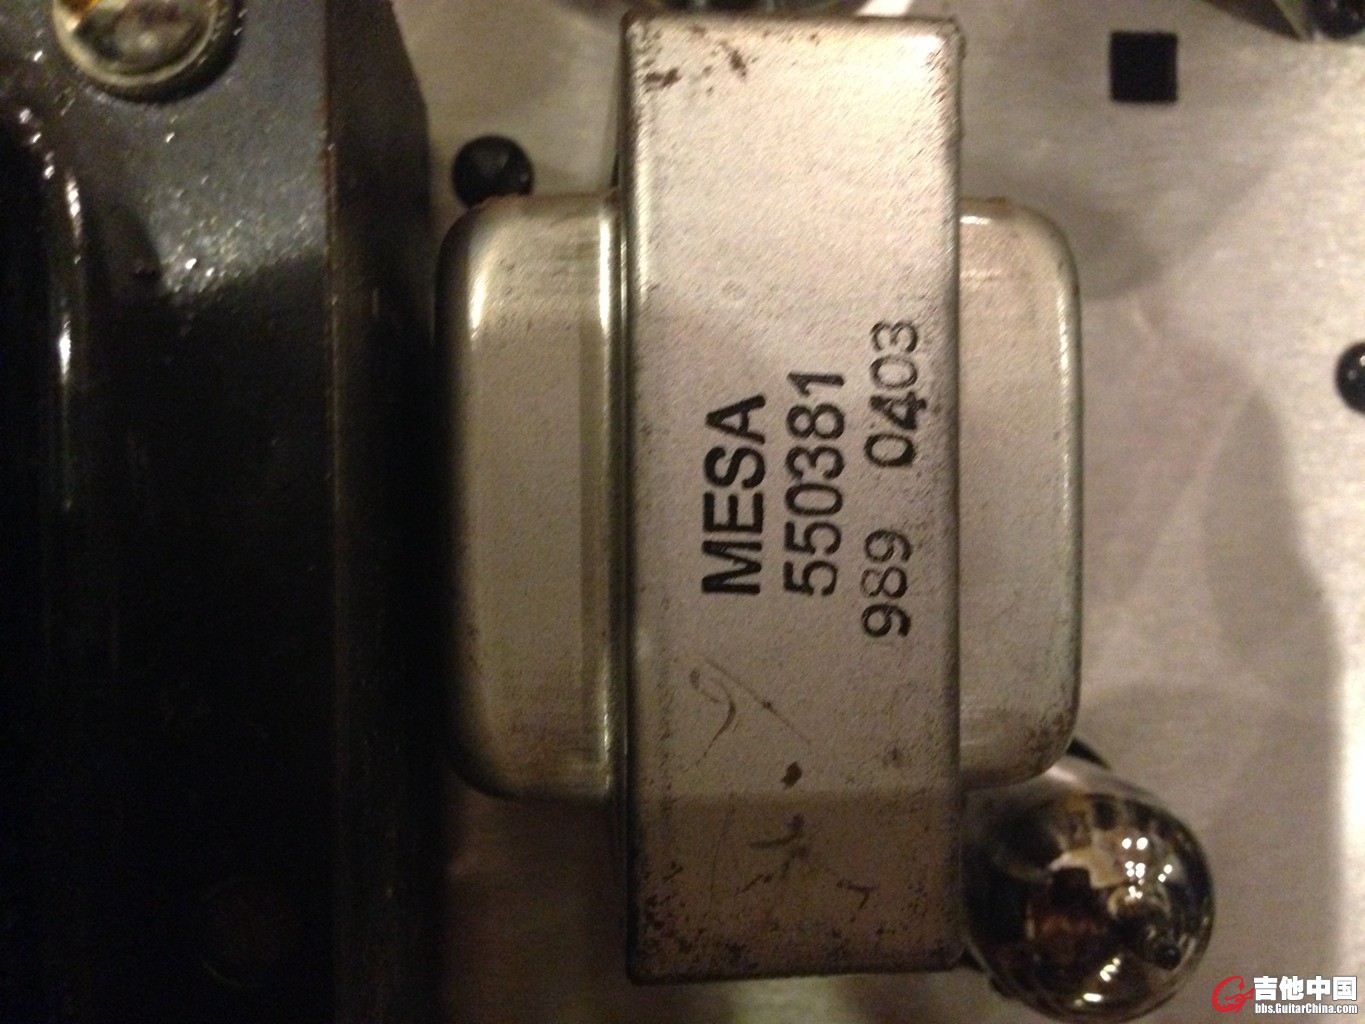 MESA
550381
989 0403
吉他中国
bbs.GuitarChina.com